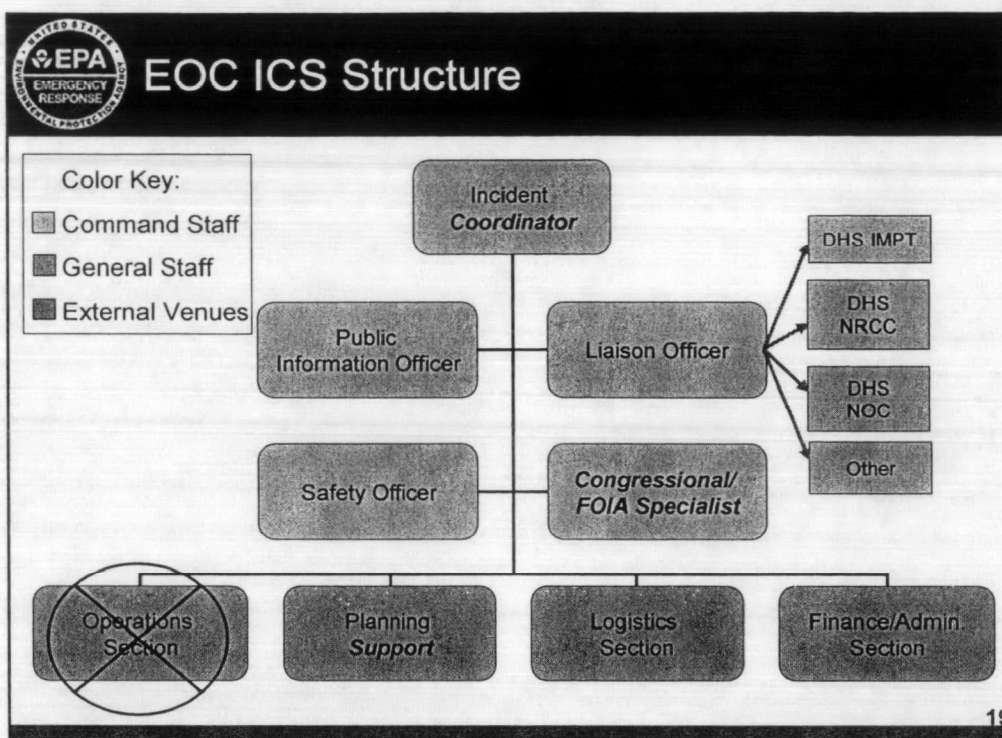 UNITED STATES
ENVIRONMENTAL PROTECTION AGENCY
EPA
EMERGENCY
RESPONSE
EOC ICS Structure
Color Key:
Command Staff
General Staff
External Venues
Incident
Coordinator
Public
Information Officer
Liaison Officer
DHS IMPT
DHS
NRCC
DHS
NOC
Other
Safety Officer
Congressional/
FOIA Specialist
Operations
Section
Planning
Support
Logistics
Section
Finance/Admin.
Section
19